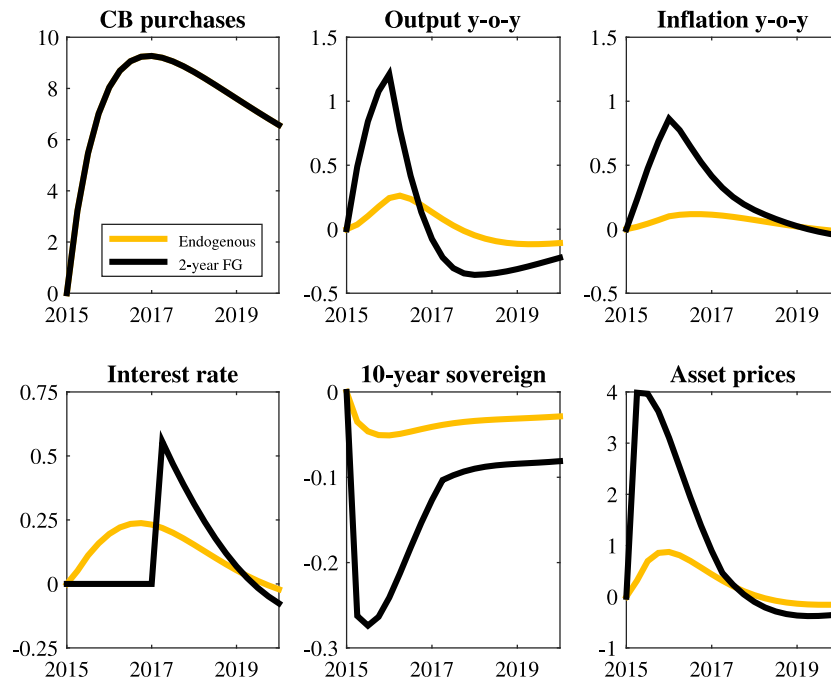 CB purchases
10
8
6
4
2
0
2015 2017 2019
Endogenous
2-year FG
Output y-o-y
1.5
1
0.5
0
-0.5
2015 2017 2019
Inflation y-o-y
1.5
1
0.5
0
-0.5
2015 2017 2019
Interest rate
0.75
0.5
0.25
0
-0.25
2015 2017 2019
10-year sovereign
0
-0.1
-0.2
-0.3
2015 2017 2019
Asset prices
4
3
2
1
0
-1
2015 2017 2019